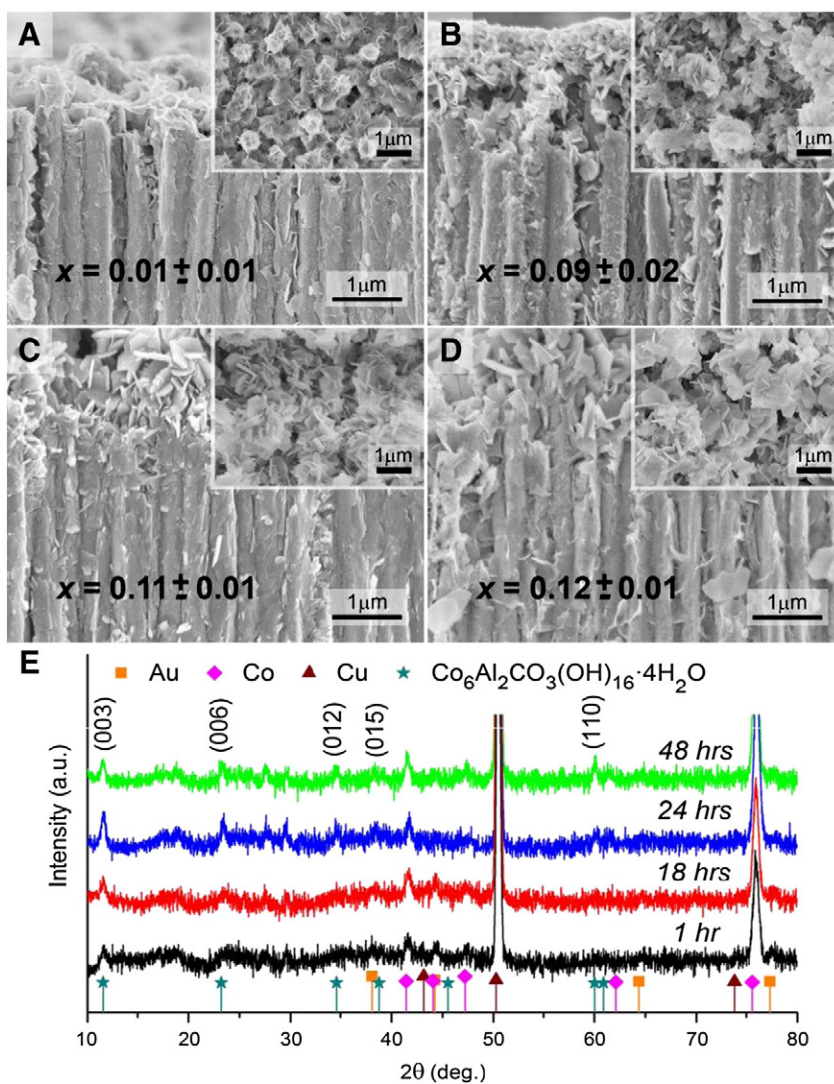 A
1μm
x = 0.01 ± 0.01
1μm
B
1μm
x = 0.09 ± 0.02
1μm
C
1μm
x = 0.11 ± 0.01
1μm
D
1μm
x = 0.12 ± 0.01
1μm
E
Au Co Cu Co₆Al₂CO₃(OH)₁₆·4H₂O
(003) (006) (012) (015) (110)
48 hrs
24 hrs
18 hrs
1 hr
Intensity (a.u.)
10 20 30 40 50 60 70 80
2θ (deg.)